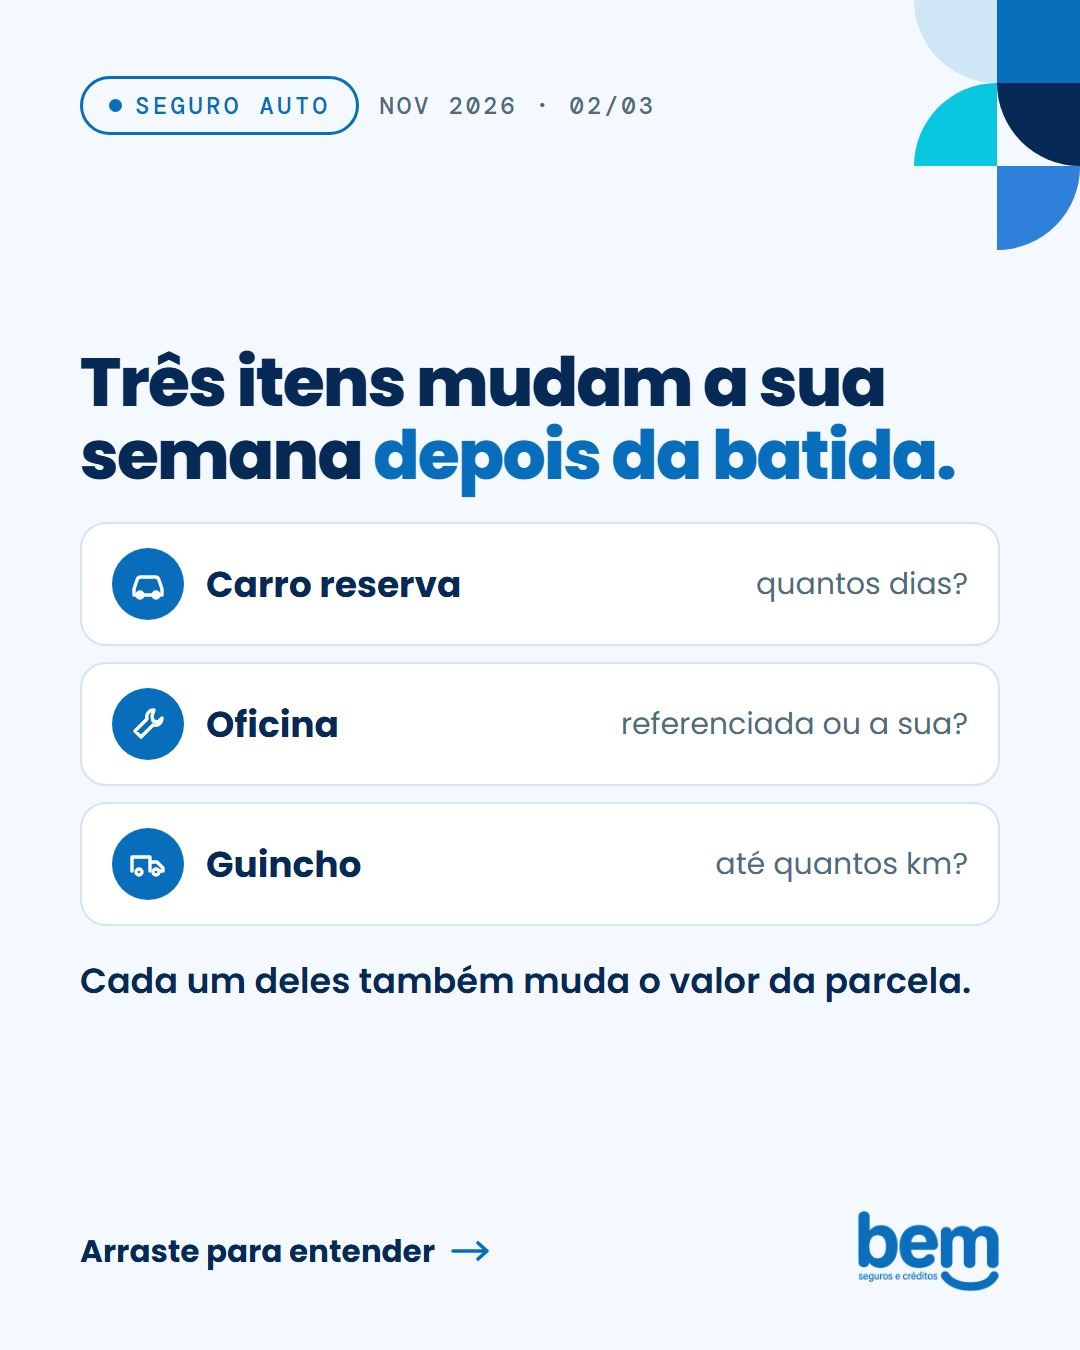 SEGURO AUTO NOV 2026 · 02/03
Três itens mudam a sua
semana depois da batida.
Carro reserva quantos dias?
Oficina referenciada ou a sua?
Guincho até quantos km?
Cada um deles também muda o valor da parcela.
Arraste para entender →
bem
seguros e créditos